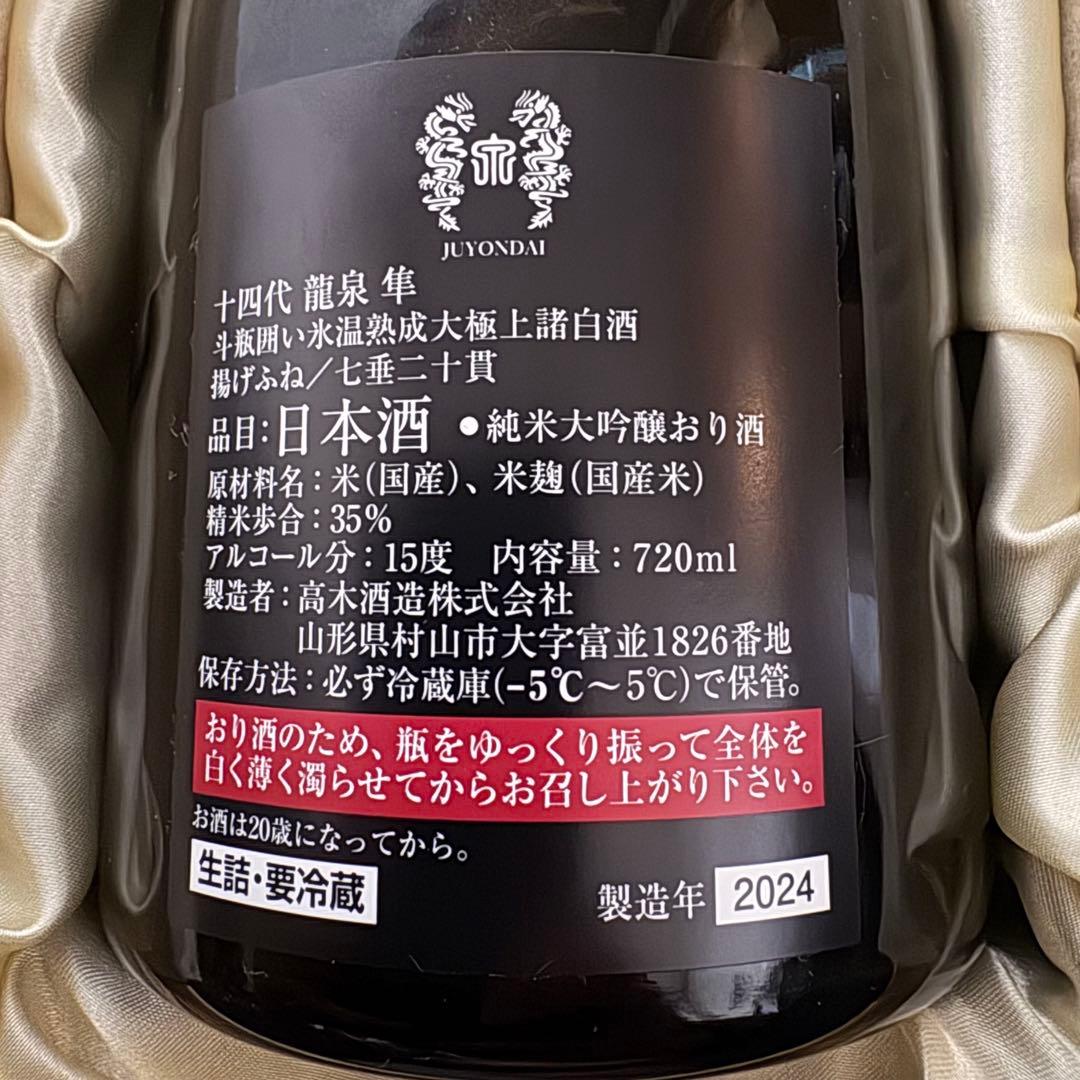 JUYONDAI
十四代 龍泉 隼
斗瓶囲い氷温熟成大極上諸白酒
揚げふね/七垂二十貫
品目:日本酒 ●純米大吟醸おり酒
原材料名:米(国産)、米麹(国産米)
精米歩合:35%
アルコール分:15度 内容量:720ml
製造者:高木酒造株式会社
山形県村山市大字富並1826番地
保存方法:必ず冷蔵庫(−5℃〜5℃)で保管。
おり酒のため、瓶をゆっくり振って全体を
白く薄く濁らせてからお召し上がり下さい。
お酒は20歳になってから。
生詰・要冷蔵
製造年 2024